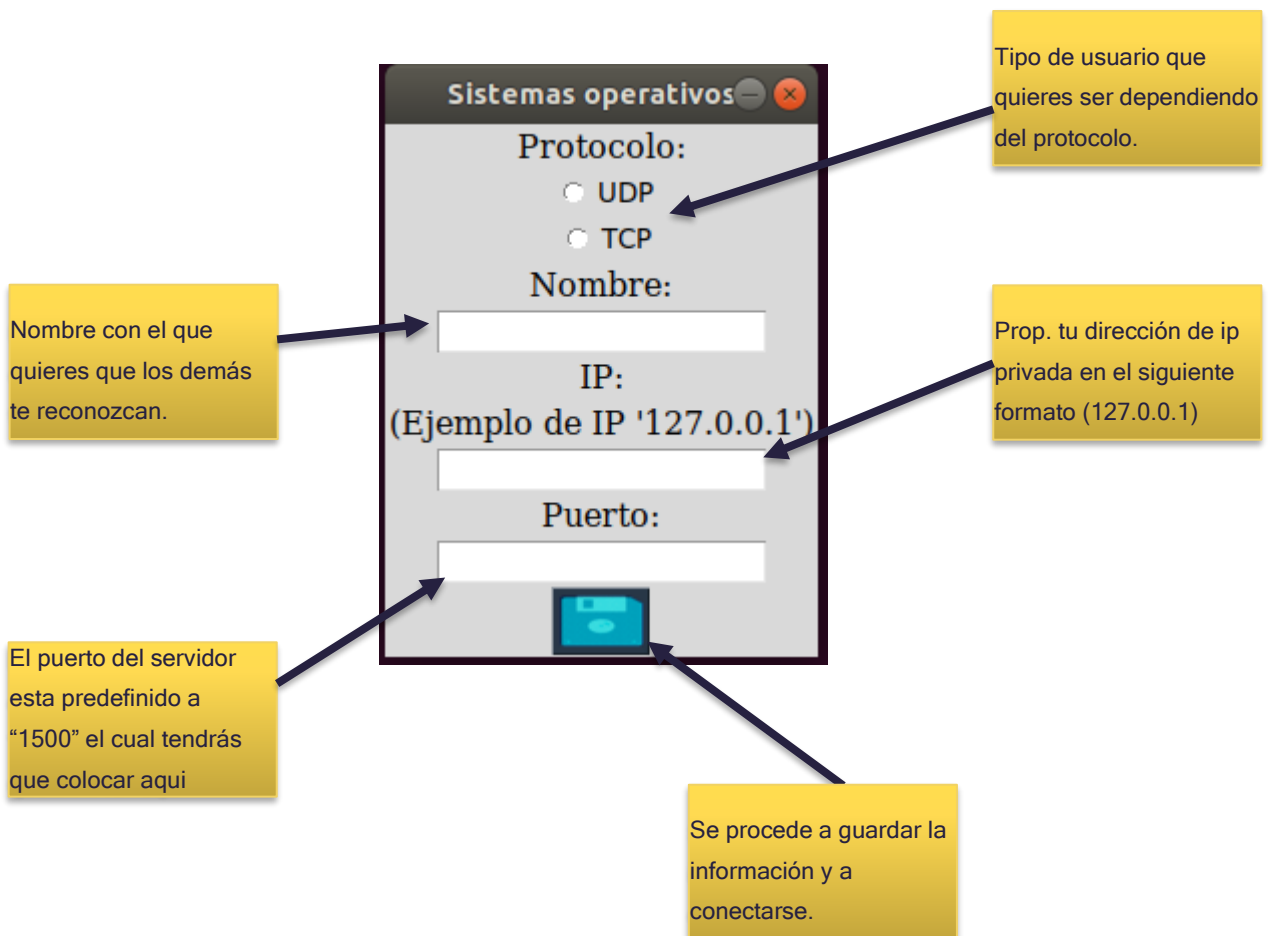 Tipo de usuario que
quieres ser dependiendo
del protocolo.
Sistemas operativos
Protocolo:
UDP
TCP
Nombre:
Nombre con el que
quieres que los demás
te reconozcan.
Prop. tu dirección de ip
privada en el siguiente
formato (127.0.0.1)
IP:
(Ejemplo de IP '127.0.0.1')
Puerto:
El puerto del servidor
esta predefinido a
“1500” el cual tendrás
que colocar aqui
Se procede a guardar la
información y a
conectarse.